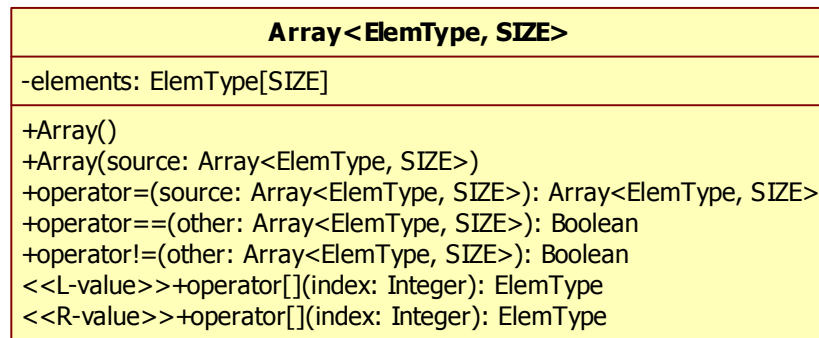 Array<ElemType, SIZE>
-elements: ElemType[SIZE]
+Array()
+Array(source: Array<ElemType, SIZE>)
+operator=(source: Array<ElemType, SIZE>): Array<ElemType, SIZE>
+operator==(other: Array<ElemType, SIZE>): Boolean
+operator!=(other: Array<ElemType, SIZE>): Boolean
<<L-value>>+operator[](index: Integer): ElemType
<<R-value>>+operator[](index: Integer): ElemType